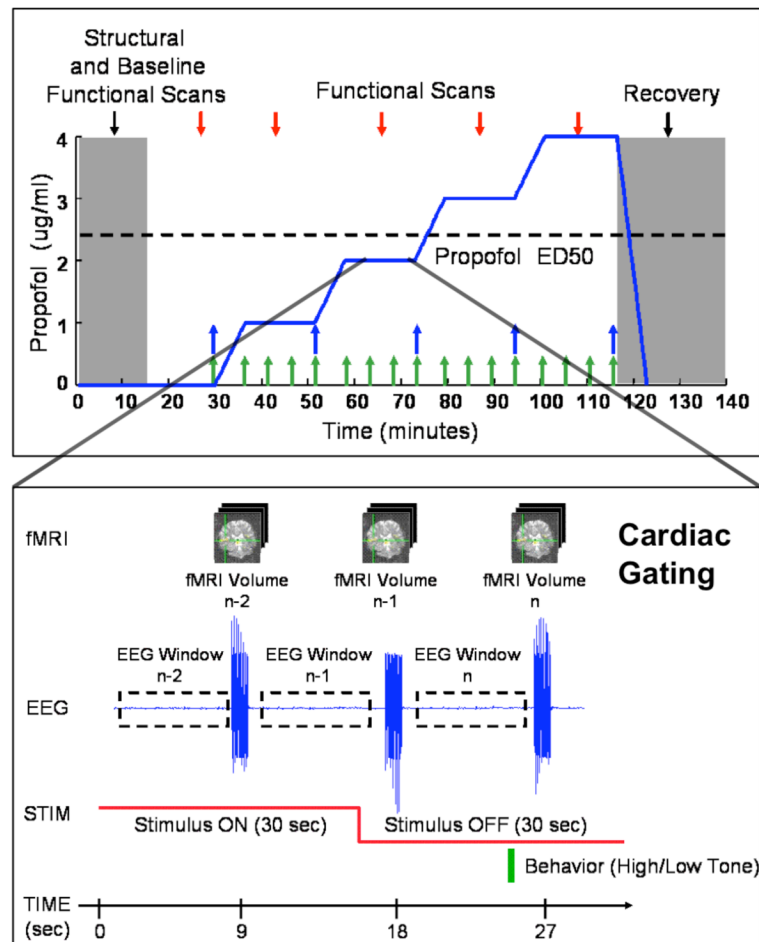 Structural
and Baseline
Functional Scans
Functional Scans
Recovery
Propofol (ug/ml)
4
3
2
1
0
Propofol ED50
0 10 20 30 40 50 60 70 80 90 100 110 120 130 140
Time (minutes)
fMRI
Cardiac
Gating
fMRI Volume
n-2
fMRI Volume
n-1
fMRI Volume
n
EEG Window
n-2
EEG Window
n-1
EEG Window
n
EEG
STIM
Stimulus ON (30 sec)
Stimulus OFF (30 sec)
Behavior (High/Low Tone)
TIME
(sec)
0 9 18 27